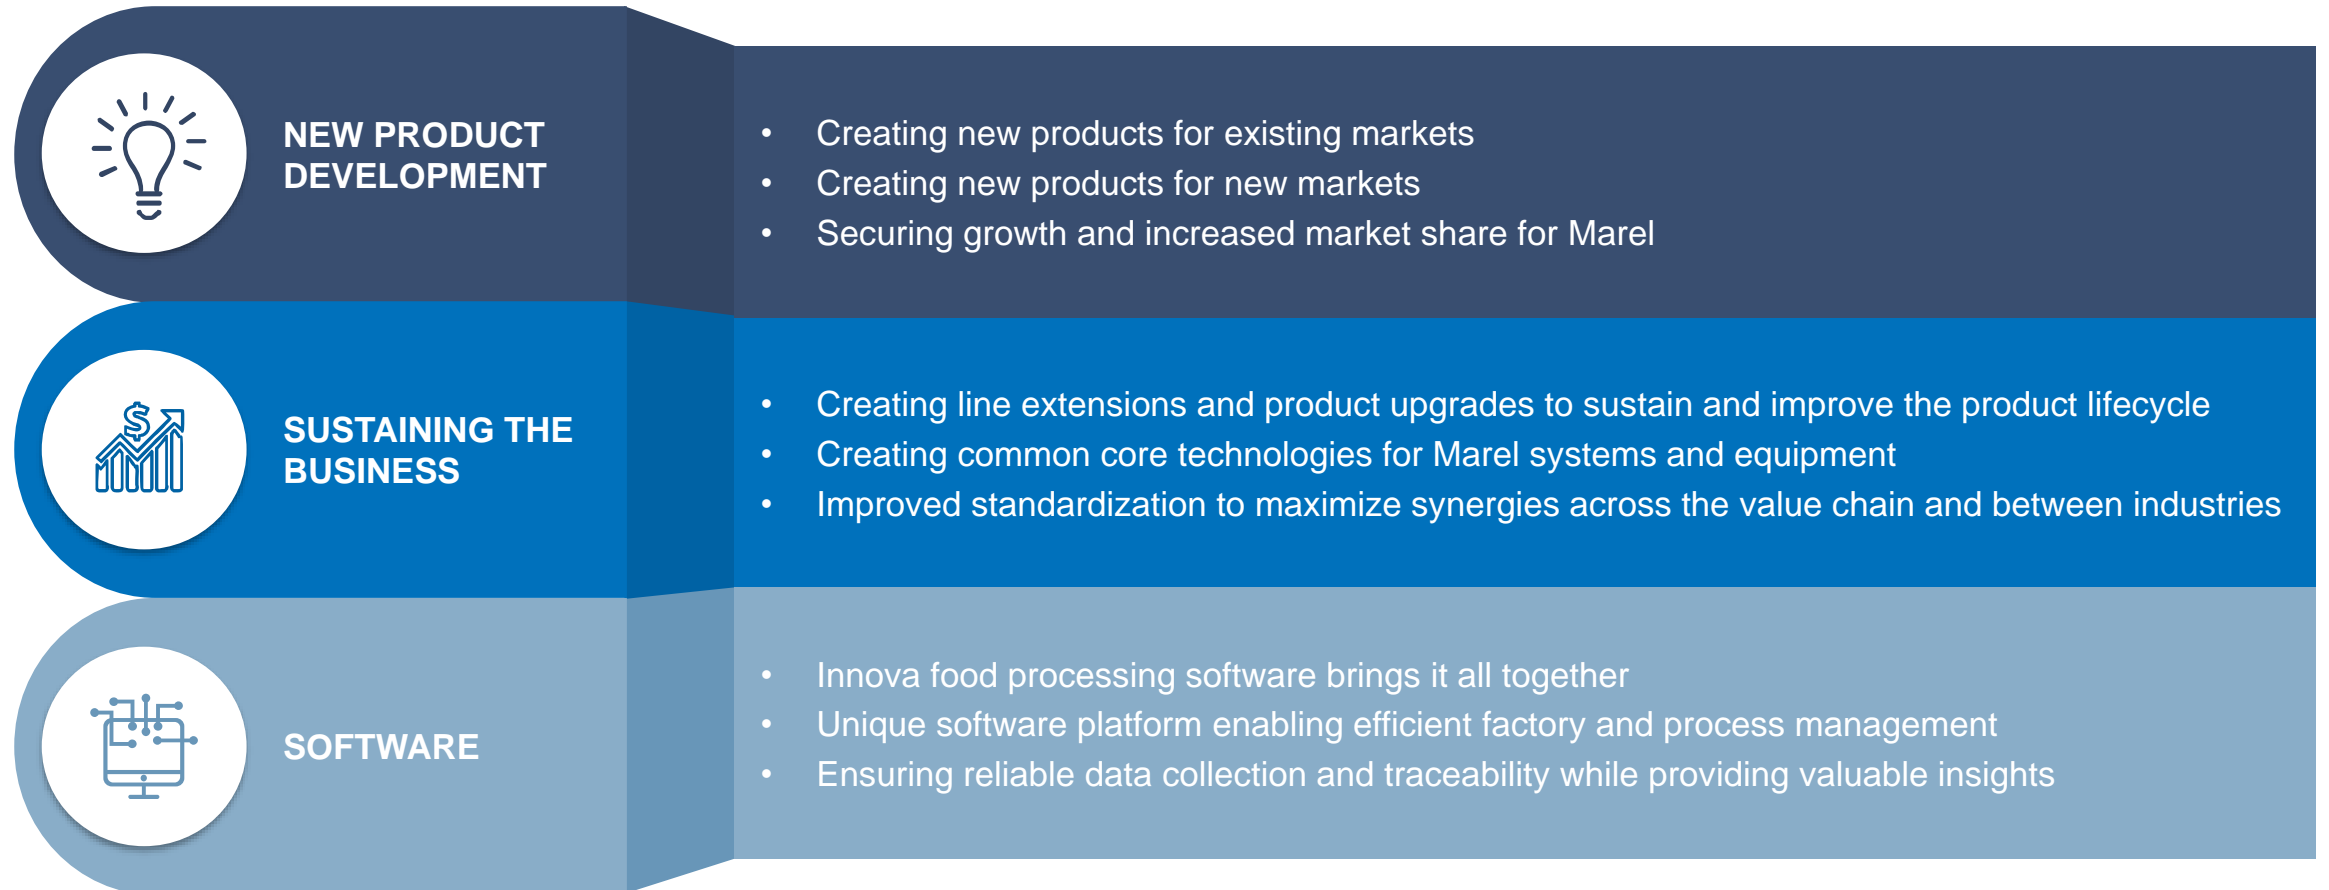 NEW PRODUCT
DEVELOPMENT
• Creating new products for existing markets
• Creating new products for new markets
• Securing growth and increased market share for Marel
SUSTAINING THE
BUSINESS
• Creating line extensions and product upgrades to sustain and improve the product lifecycle
• Creating common core technologies for Marel systems and equipment
• Improved standardization to maximize synergies across the value chain and between industries
SOFTWARE
• Innova food processing software brings it all together
• Unique software platform enabling efficient factory and process management
• Ensuring reliable data collection and traceability while providing valuable insights